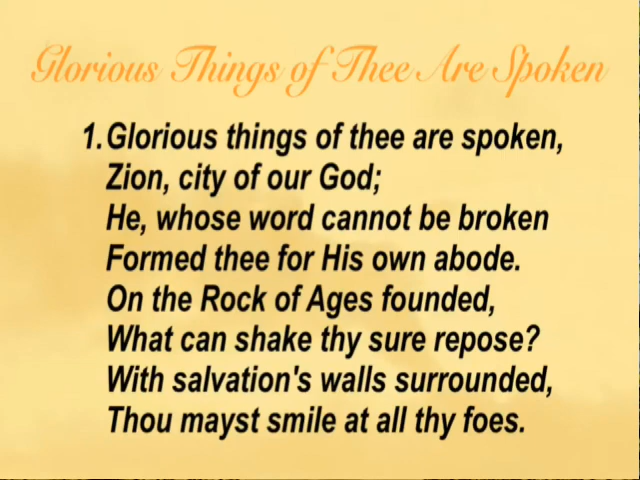 Glorious Things of Thee Are Spoken
1. Glorious things of thee are spoken,
Zion, city of our God;
He, whose word cannot be broken
Formed thee for His own abode.
On the Rock of Ages founded,
What can shake thy sure repose?
With salvation's walls surrounded,
Thou mayst smile at all thy foes.